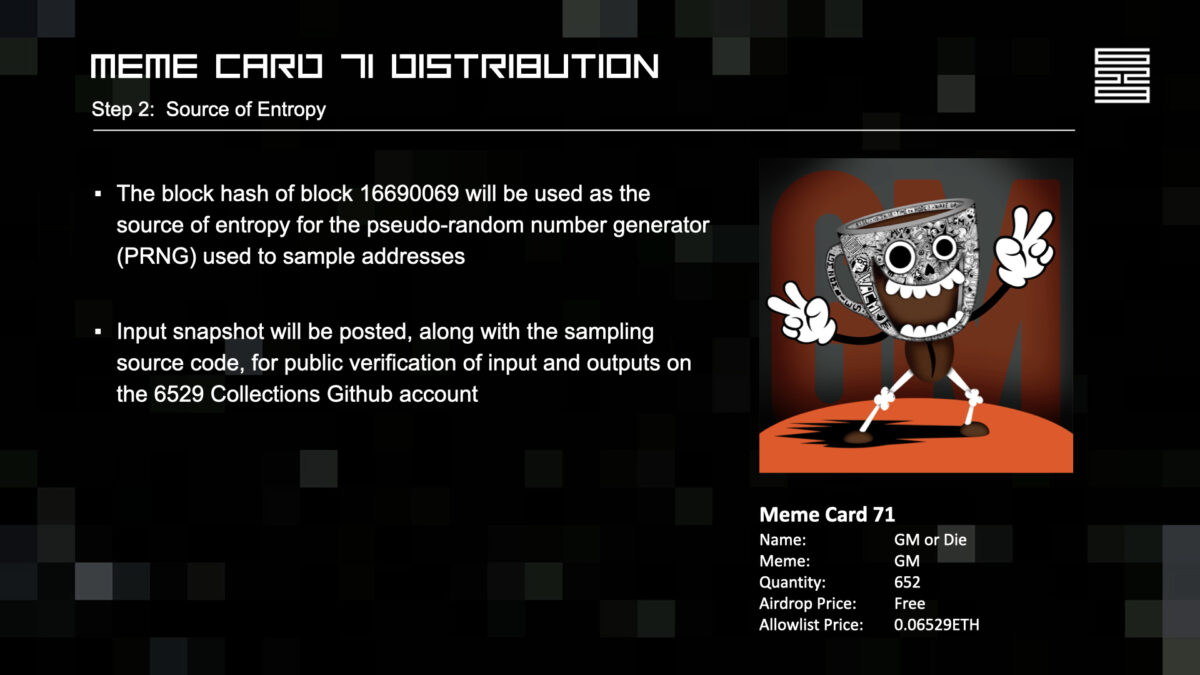 MEME CARD 71 DISTRIBUTION
Step 2: Source of Entropy
▪ The block hash of block 16690069 will be used as the
source of entropy for the pseudo-random number generator
(PRNG) used to sample addresses
▪ Input snapshot will be posted, along with the sampling
source code, for public verification of input and outputs on
the 6529 Collections Github account
GM
Meme Card 71
Name: GM or Die
Meme: GM
Quantity: 652
Airdrop Price: Free
Allowlist Price: 0.06529ETH